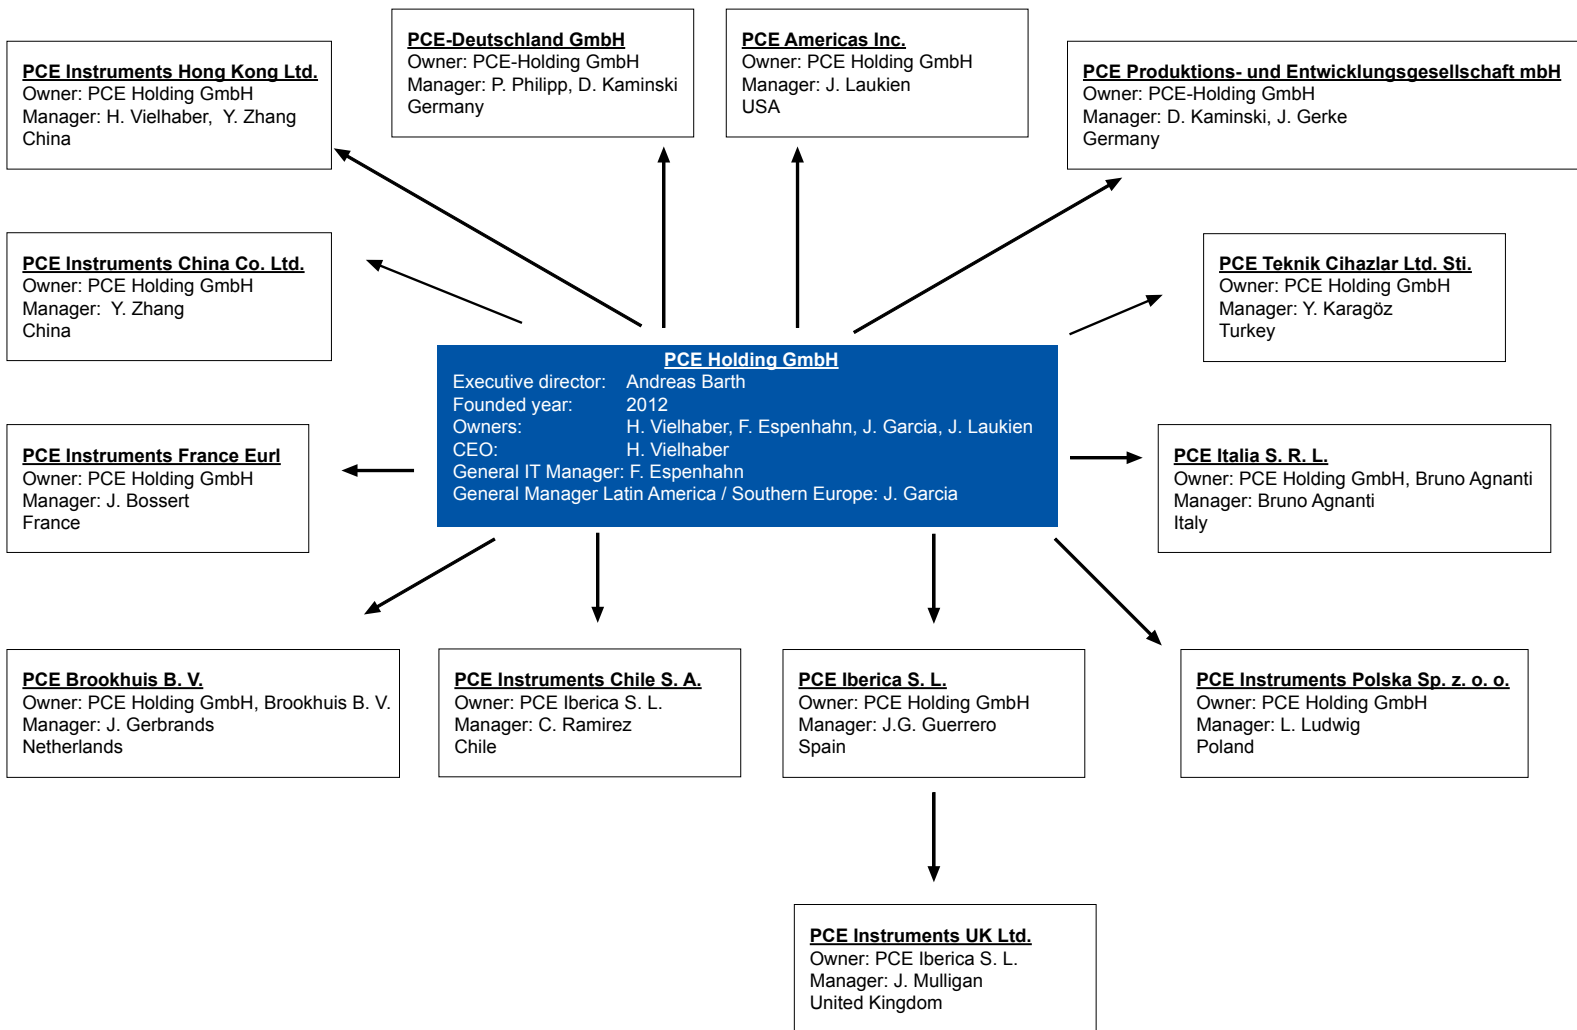 PCE Instruments Hong Kong Ltd.
Owner: PCE Holding GmbH
Manager: H. Vielhaber,  Y. Zhang
China
PCE-Deutschland GmbH
Owner: PCE-Holding GmbH
Manager: P. Philipp, D. Kaminski
Germany
PCE Americas Inc.
Owner: PCE Holding GmbH
Manager: J. Laukien
USA
PCE Produktions- und Entwicklungsgesellschaft mbH
Owner: PCE-Holding GmbH
Manager: D. Kaminski, J. Gerke
Germany
PCE Instruments China Co. Ltd.
Owner: PCE Holding GmbH
Manager:  Y. Zhang
China
PCE Teknik Cihazlar Ltd. Sti.
Owner: PCE Holding GmbH
Manager: Y. Karagöz
Turkey
PCE Holding GmbH
Executive director: Andreas Barth
Founded year: 2012
Owners: H. Vielhaber, F. Espenhahn, J. Garcia, J. Laukien
CEO: H. Vielhaber
General IT Manager: F. Espenhahn
General Manager Latin America / Southern Europe: J. Garcia
PCE Instruments France Eurl
Owner: PCE Holding GmbH
Manager: J. Bossert
France
PCE Italia S. R. L.
Owner: PCE Holding GmbH, Bruno Agnanti
Manager: Bruno Agnanti
Italy
PCE Brookhuis B. V.
Owner: PCE Holding GmbH, Brookhuis B. V.
Manager: J. Gerbrands
Netherlands
PCE Instruments Chile S. A.
Owner: PCE Iberica S. L.
Manager: C. Ramirez
Chile
PCE Iberica S. L.
Owner: PCE Holding GmbH
Manager: J.G. Guerrero
Spain
PCE Instruments Polska Sp. z. o. o.
Owner: PCE Holding GmbH
Manager: L. Ludwig
Poland
PCE Instruments UK Ltd.
Owner: PCE Iberica S. L.
Manager: J. Mulligan
United Kingdom